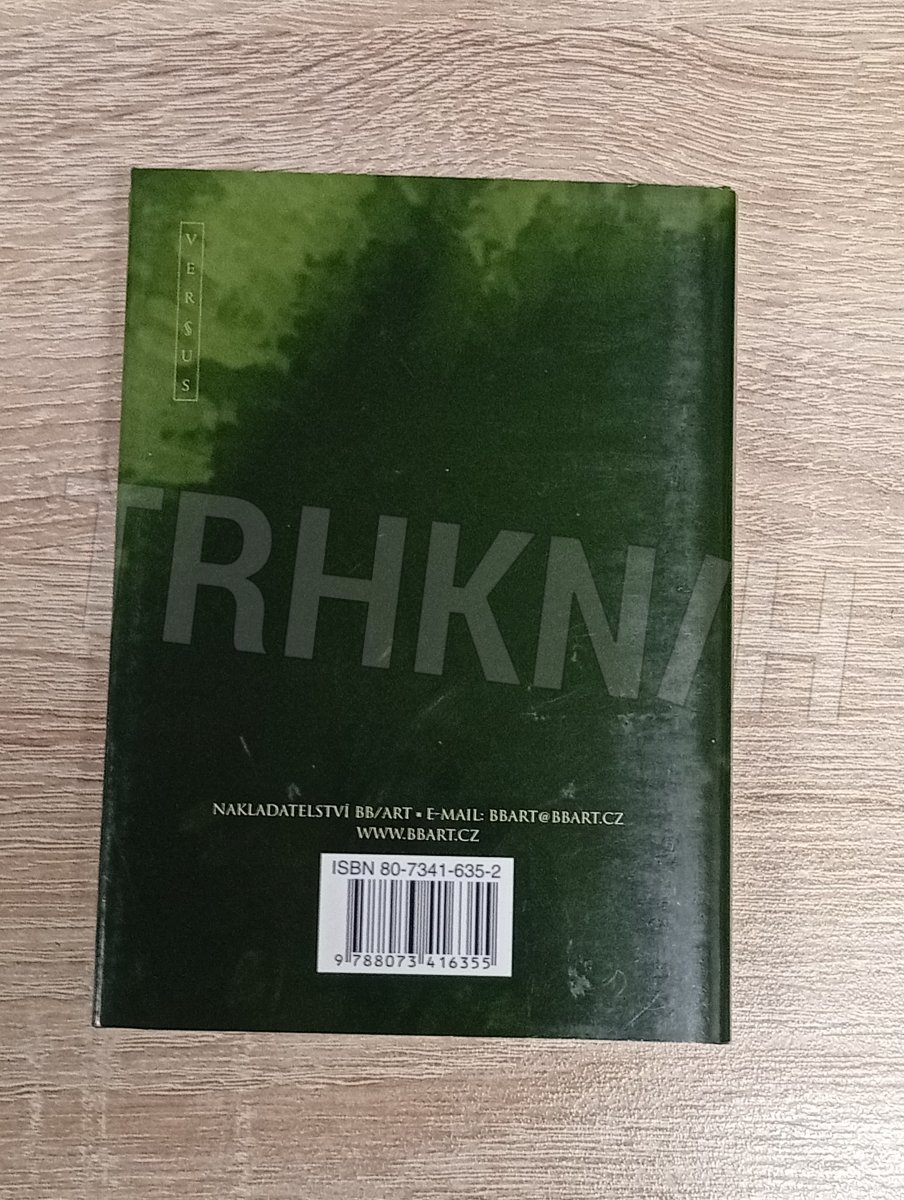 VERSUS
TRHKNIH
NAKLADATELSTVÍ BB/ART ▪ E-MAIL: BBART@BBART.CZ
WWW.BBART.CZ
ISBN 80-7341-635-2
9 788073 416355